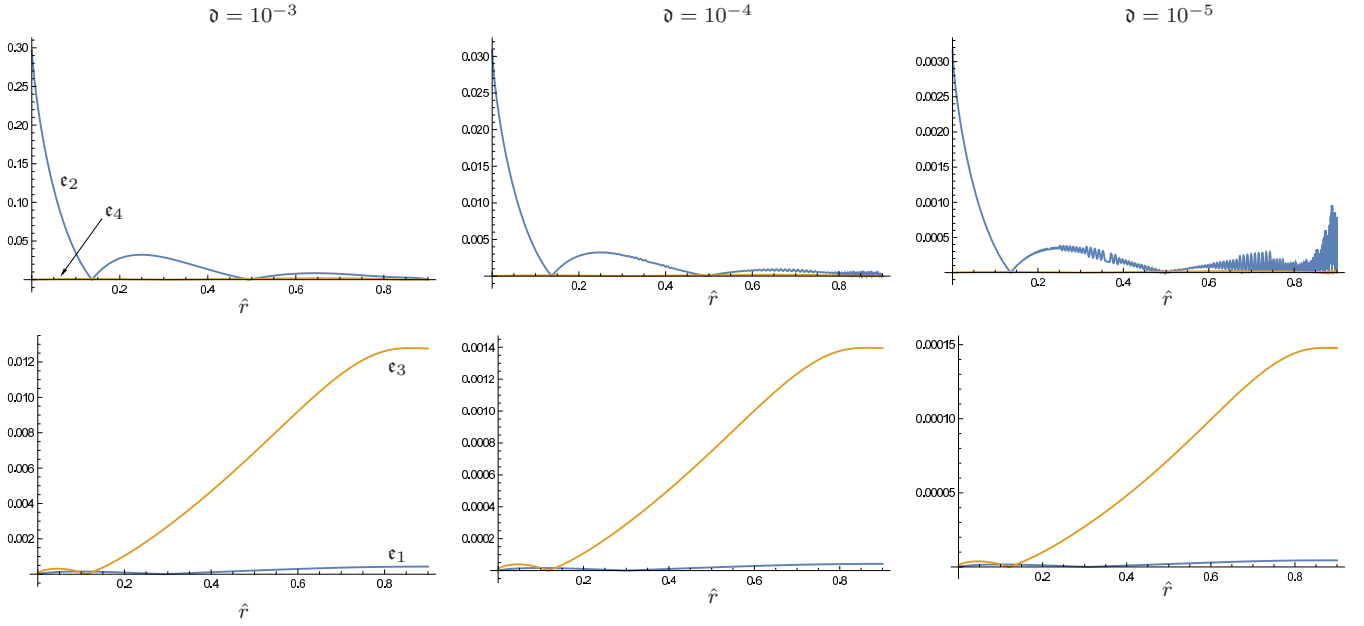 𝔡 = 10⁻³
𝔡 = 10⁻⁴
𝔡 = 10⁻⁵
0.30
0.25
0.20
0.15
0.10
0.05
𝔢₂
𝔢₄
0.2 0.4 0.6 0.8
r̂
0.030
0.025
0.020
0.015
0.010
0.005
0.2 0.4 0.6 0.8
r̂
0.0030
0.0025
0.0020
0.0015
0.0010
0.0005
0.2 0.4 0.6 0.8
r̂
0.012
0.010
0.008
0.006
0.004
0.002
𝔢₃
𝔢₁
0.2 0.4 0.6 0.8
r̂
0.0014
0.0012
0.0010
0.0008
0.0006
0.0004
0.0002
0.2 0.4 0.6 0.8
r̂
0.00015
0.00010
0.00005
0.2 0.4 0.6 0.8
r̂